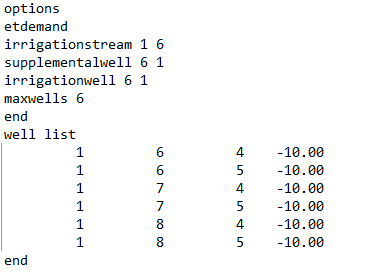 options
etdemand
irrigationstream 1 6
supplementalwell 6 1
irrigationwell 6 1
maxwells 6
end
well list
1 6 4 -10.00
1 6 5 -10.00
1 7 4 -10.00
1 7 5 -10.00
1 8 4 -10.00
1 8 5 -10.00
end